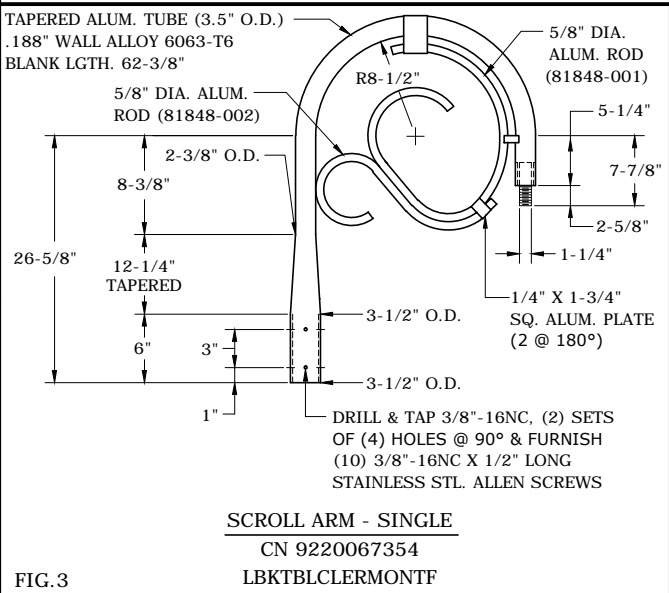 TAPERED ALUM. TUBE (3.5" O.D.)
.188" WALL ALLOY 6063-T6
BLANK LGTH. 62-3/8"
5/8" DIA.
ALUM. ROD
(81848-001)
R8-1/2"
5/8" DIA. ALUM.
ROD (81848-002)
5-1/4"
2-3/8" O.D.
7-7/8"
8-3/8"
2-5/8"
26-5/8"
1-1/4"
12-1/4"
TAPERED
1/4" X 1-3/4"
SQ. ALUM. PLATE
(2 @ 180°)
3-1/2" O.D.
6"
3"
3-1/2" O.D.
1"
DRILL & TAP 3/8"-16NC, (2) SETS
OF (4) HOLES @ 90° & FURNISH
(10) 3/8"-16NC X 1/2" LONG
STAINLESS STL. ALLEN SCREWS
SCROLL ARM - SINGLE
CN 9220067354
LBKTBLCLERMONTF
FIG.3